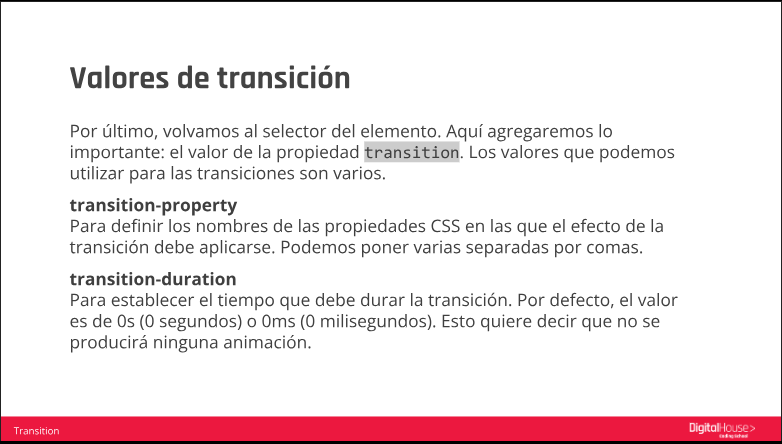 Valores de transición
Por último, volvamos al selector del elemento. Aquí agregaremos lo
importante: el valor de la propiedad transition. Los valores que podemos
utilizar para las transiciones son varios.
transition-property
Para definir los nombres de las propiedades CSS en las que el efecto de la
transición debe aplicarse. Podemos poner varias separadas por comas.
transition-duration
Para establecer el tiempo que debe durar la transición. Por defecto, el valor
es de 0s (0 segundos) o 0ms (0 milisegundos). Esto quiere decir que no se
producirá ninguna animación.
Transition
DigitalHouse>
Coding School